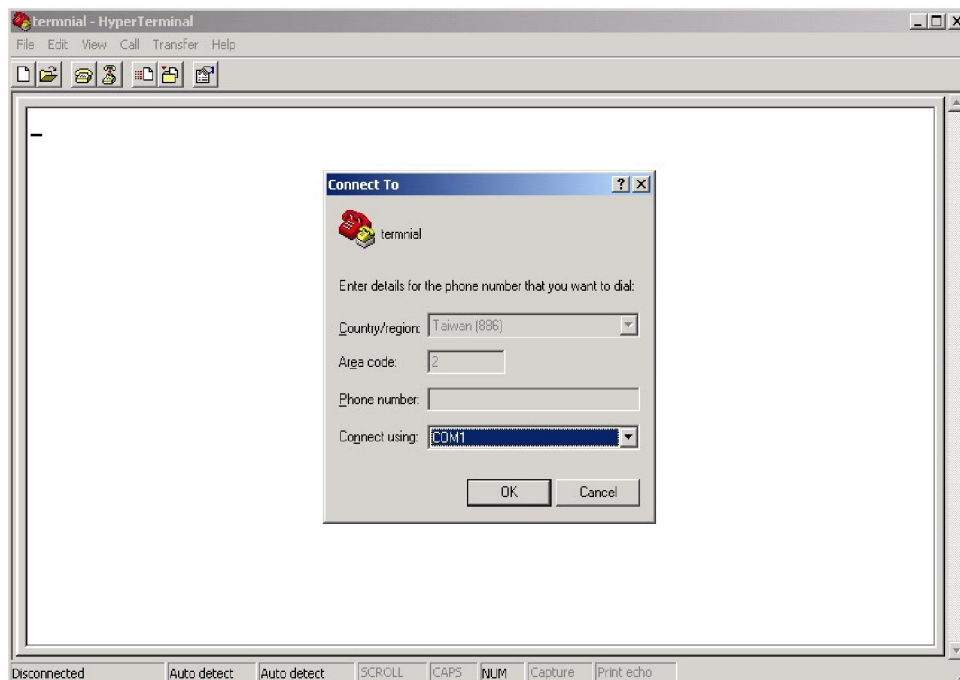 termnial - HyperTerminal
File Edit View Call Transfer Help
Connect To
termnial
Enter details for the phone number that you want to dial:
Country/region: Taiwan (886)
Area code: 2
Phone number:
Connect using: COM1
OK Cancel
Disconnected Auto detect Auto detect SCROLL CAPS NUM Capture Print echo